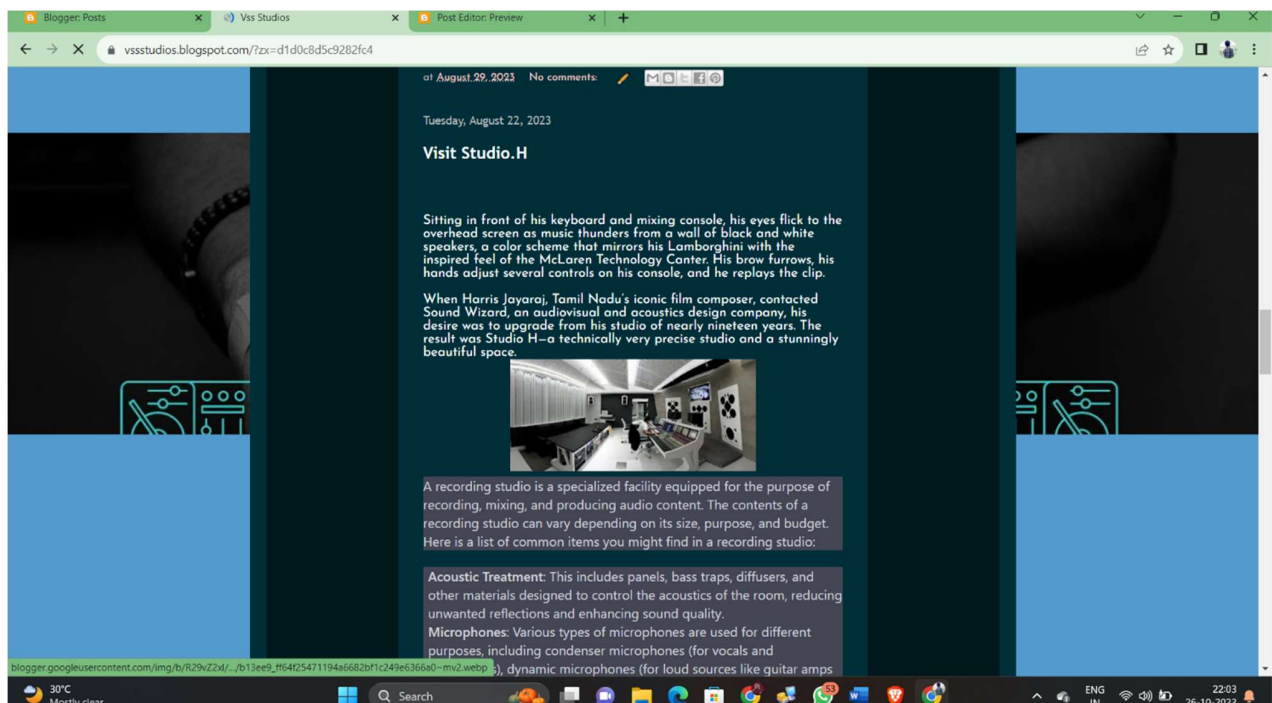 Blogger: Posts
Vss Studios
Post Editor: Preview
vssstudios.blogspot.com/?zx=d1d0c8d5c9282fc4
at August 29, 2023 No comments:
Tuesday, August 22, 2023
Visit Studio.H
Sitting in front of his keyboard and mixing console, his eyes flick to the
overhead screen as music thunders from a wall of black and white
speakers, a color scheme that mirrors his Lamborghini with the
inspired feel of the McLaren Technology Canter. His brow furrows, his
hands adjust several controls on his console, and he replays the clip.
When Harris Jayaraj, Tamil Nadu's iconic film composer, contacted
Sound Wizard, an audiovisual and acoustics design company, his
desire was to upgrade from his studio of nearly nineteen years. The
result was Studio H—a technically very precise studio and a stunningly
beautiful space.
A recording studio is a specialized facility equipped for the purpose of
recording, mixing, and producing audio content. The contents of a
recording studio can vary depending on its size, purpose, and budget.
Here is a list of common items you might find in a recording studio:
Acoustic Treatment: This includes panels, bass traps, diffusers, and
other materials designed to control the acoustics of the room, reducing
unwanted reflections and enhancing sound quality.
Microphones: Various types of microphones are used for different
purposes, including condenser microphones (for vocals and
s), dynamic microphones (for loud sources like guitar amps
blogger.googleusercontent.com/img/b/R29vZ2xl/.../b13ee9_ff64f25471194a6682bf1c249e6366a0~mv2.webp
30°C
Mostly clear
Search
53
ENG
IN
22:03
26-10-2023